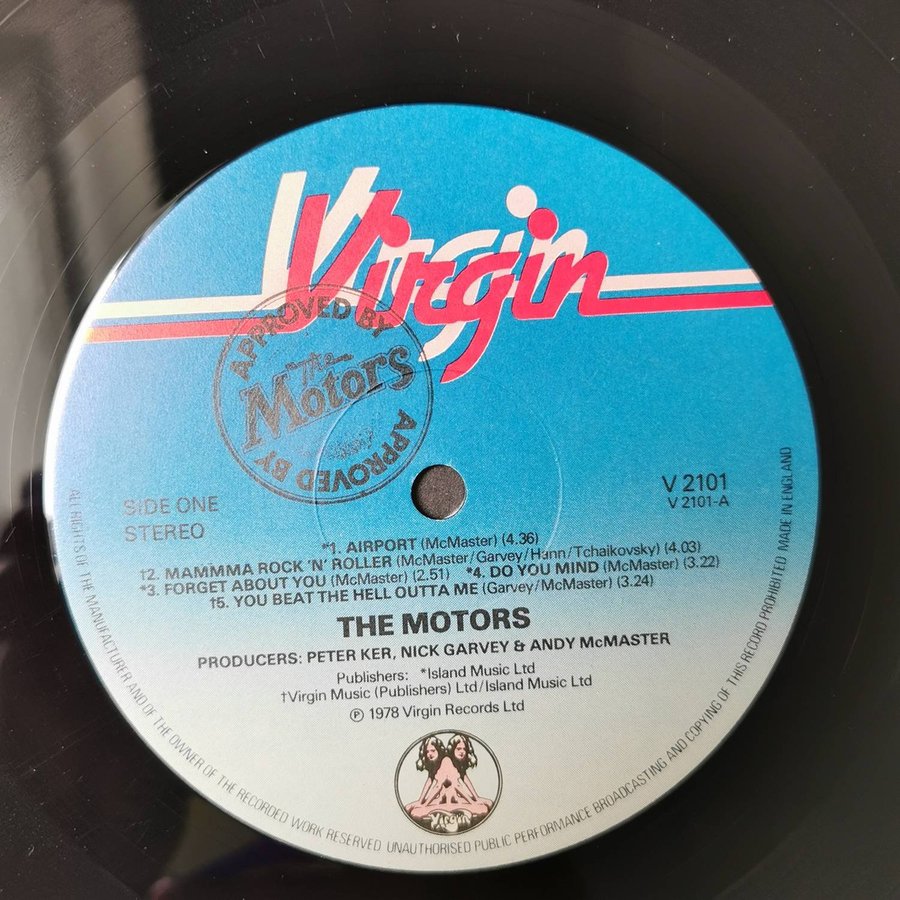 Virgin
APPROVED BY
The Motors
APPROVED BY
SIDE ONE
STEREO
V 2101
V 2101-A
*1. AIRPORT (McMaster) (4.36)
†2. MAMMMA ROCK 'N' ROLLER (McMaster/Garvey/Hann/Tchaikovsky) (4.03)
*3. FORGET ABOUT YOU (McMaster) (2.51) *4. DO YOU MIND (McMaster) (3.22)
†5. YOU BEAT THE HELL OUTTA ME (Garvey/McMaster) (3.24)
THE MOTORS
PRODUCERS: PETER KER, NICK GARVEY & ANDY McMASTER
Publishers: *Island Music Ltd
†Virgin Music (Publishers) Ltd/Island Music Ltd
℗ 1978 Virgin Records Ltd
Virgin
ALL RIGHTS OF THE MANUFACTURER AND OF THE OWNER OF THE RECORDED WORK RESERVED. UNAUTHORISED PUBLIC PERFORMANCE BROADCASTING AND COPYING OF THIS RECORD PROHIBITED MADE IN ENGLAND